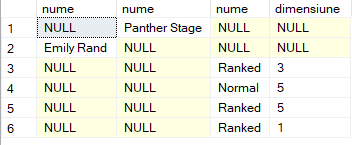 nume nume nume dimensiune
1 NULL Panther Stage NULL NULL
2 Emily Rand NULL NULL NULL
3 NULL NULL Ranked 3
4 NULL NULL Normal 5
5 NULL NULL Ranked 5
6 NULL NULL Ranked 1